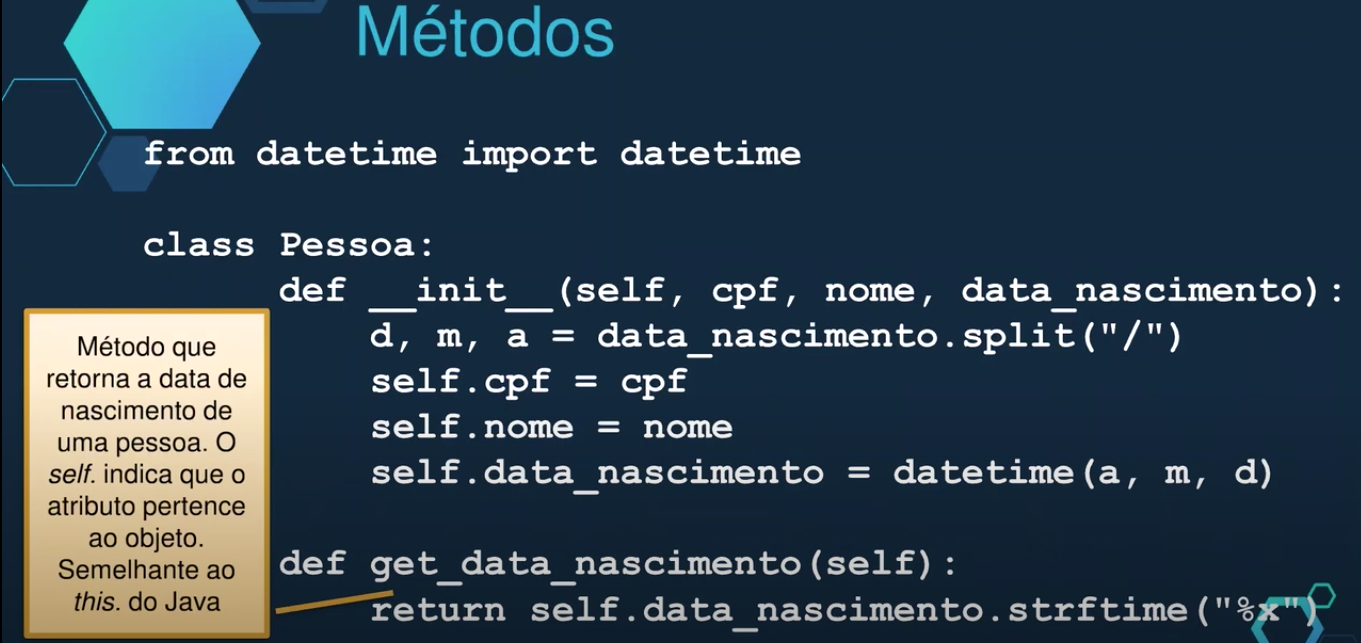 Métodos
from datetime import datetime
class Pessoa:
def __init__(self, cpf, nome, data_nascimento):
d, m, a = data_nascimento.split("/")
self.cpf = cpf
self.nome = nome
self.data_nascimento = datetime(a, m, d)
def get_data_nascimento(self):
return self.data_nascimento.strftime("%x")
Método que
retorna a data de
nascimento de
uma pessoa. O
self. indica que o
atributo pertence
ao objeto.
Semelhante ao
this. do Java